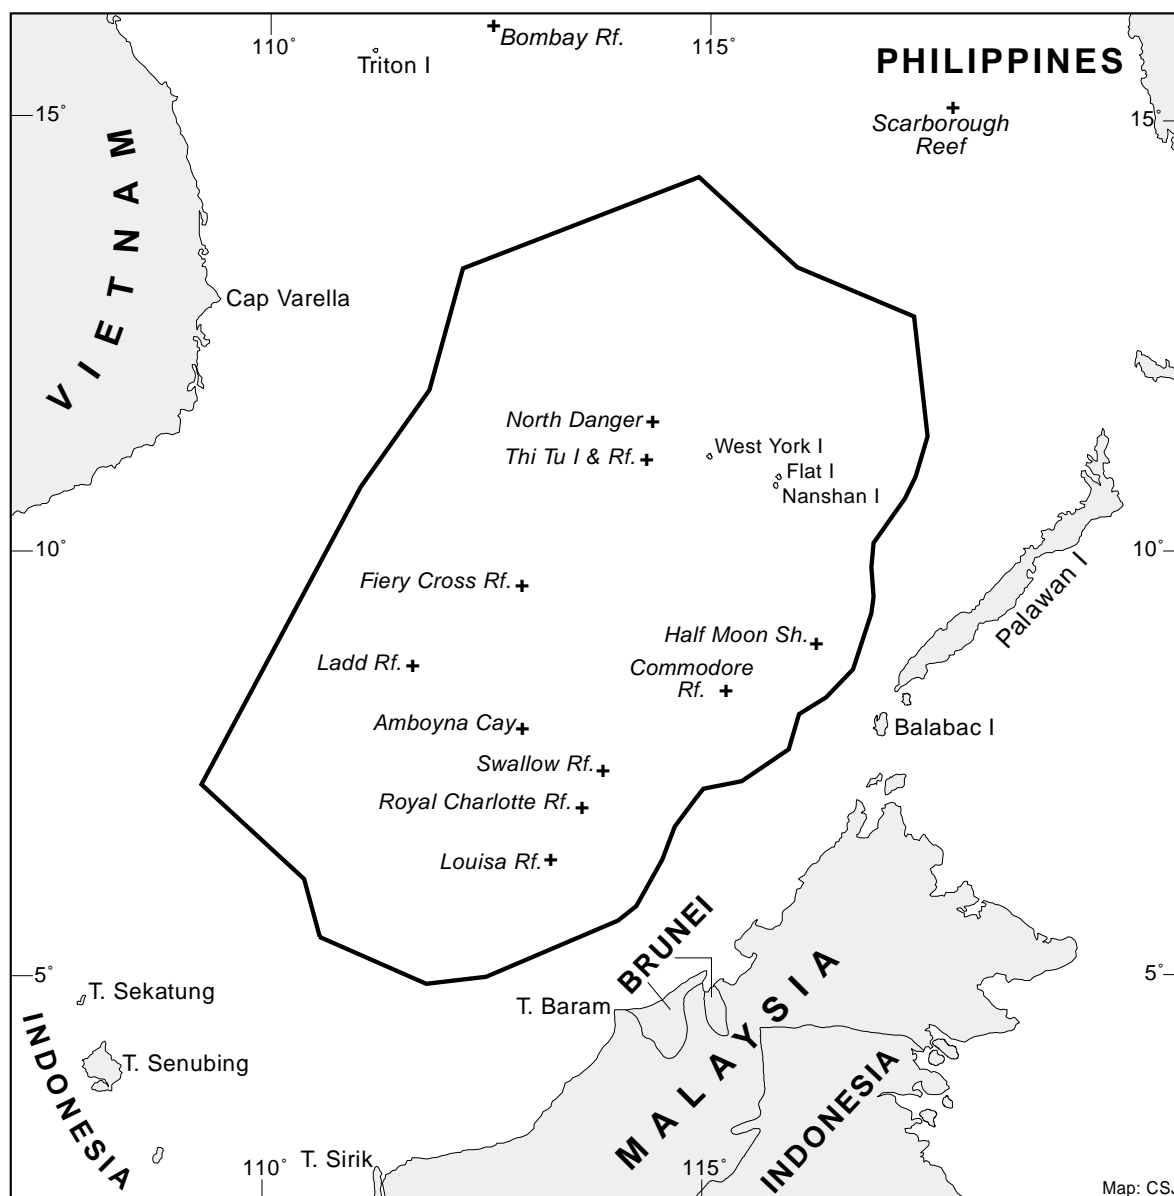 110°
115°
Bombay Rf.
Triton I
PHILIPPINES
15°
15°
Scarborough
Reef
VIETNAM
Cap Varella
North Danger
Thi Tu I & Rf.
West York I
Flat I
Nanshan I
10°
10°
Fiery Cross Rf.
Palawan I
Half Moon Sh.
Ladd Rf.
Commodore
Rf.
Amboyna Cay
Balabac I
Swallow Rf.
Royal Charlotte Rf.
Louisa Rf.
BRUNEI
5°
5°
T. Sekatung
T. Baram
MALAYSIA
INDONESIA
T. Senubing
INDONESIA
110°
T. Sirik
115°
Map: CS